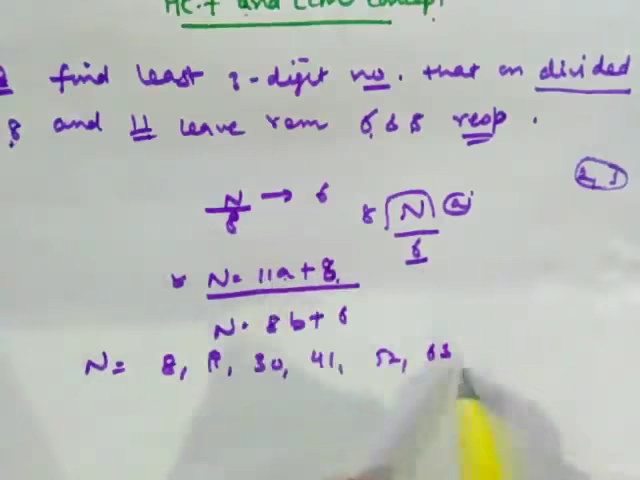 HCF and LCM concept
Q find least 3-digit no. that on divided
8 and 11 leave rem 6 & 8 resp.
N/8 → 6 8 N a
6
N = 11a + 8
N = 8b + 6
N = 8, 19, 30, 41, 52, 63